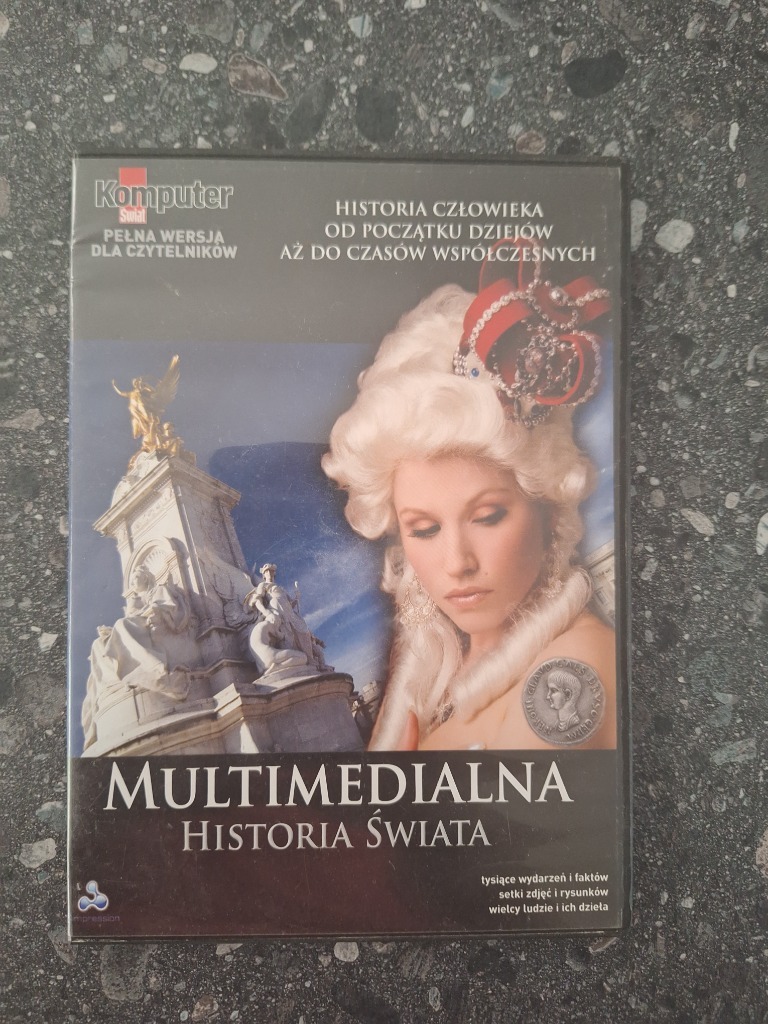 Komputer
Świat
PEŁNA WERSJA
DLA CZYTELNIKÓW
HISTORIA CZŁOWIEKA
OD POCZĄTKU DZIEJÓW
AŻ DO CZASÓW WSPÓŁCZESNYCH
MULTIMEDIALNA
HISTORIA ŚWIATA
tysiące wydarzeń i faktów
setki zdjęć i rysunków
wielcy ludzie i ich dzieła
mpression